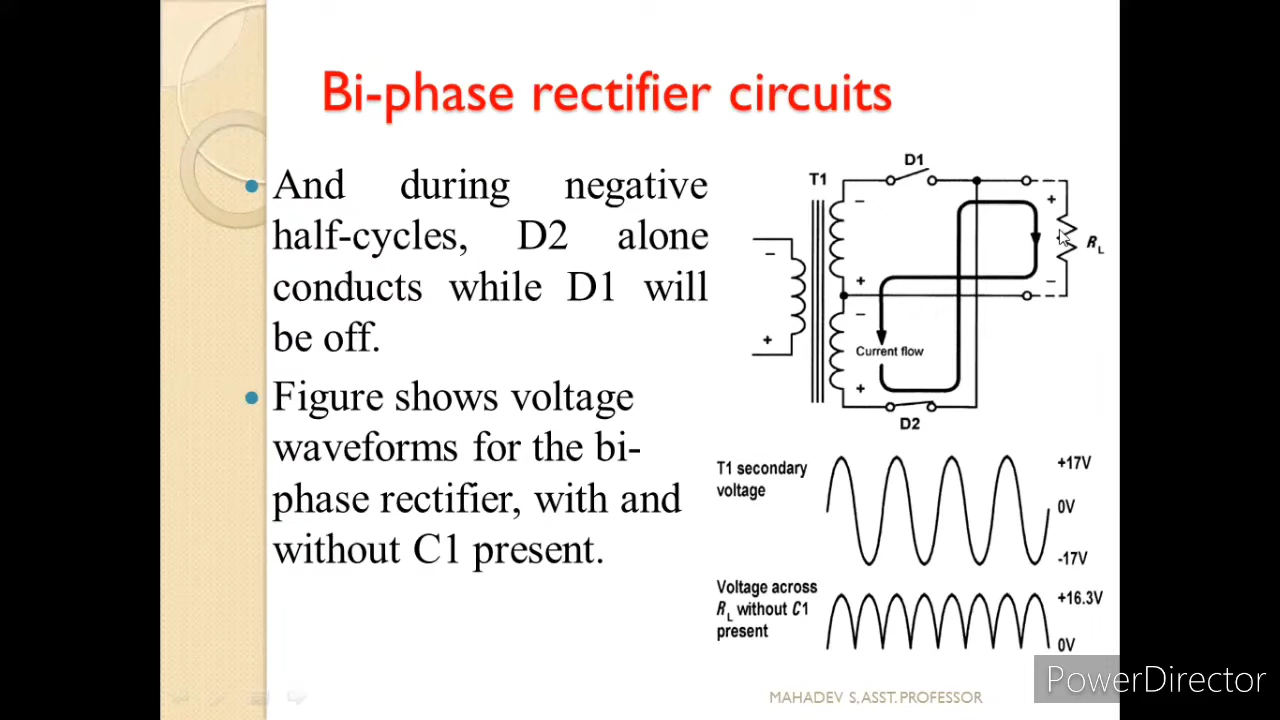 Bi-phase rectifier circuits
And during negative
half-cycles, D2 alone
conducts while D1 will
be off.
Figure shows voltage
waveforms for the bi-
phase rectifier, with and
without C1 present.
D1
T1
−
+
−
+
−
+
+
−
R L
Current flow
D2
T1 secondary
voltage
+17V
0V
-17V
Voltage across
R L without C1
present
+16.3V
0V
MAHADEV S, ASST. PROFESSOR
PowerDirector